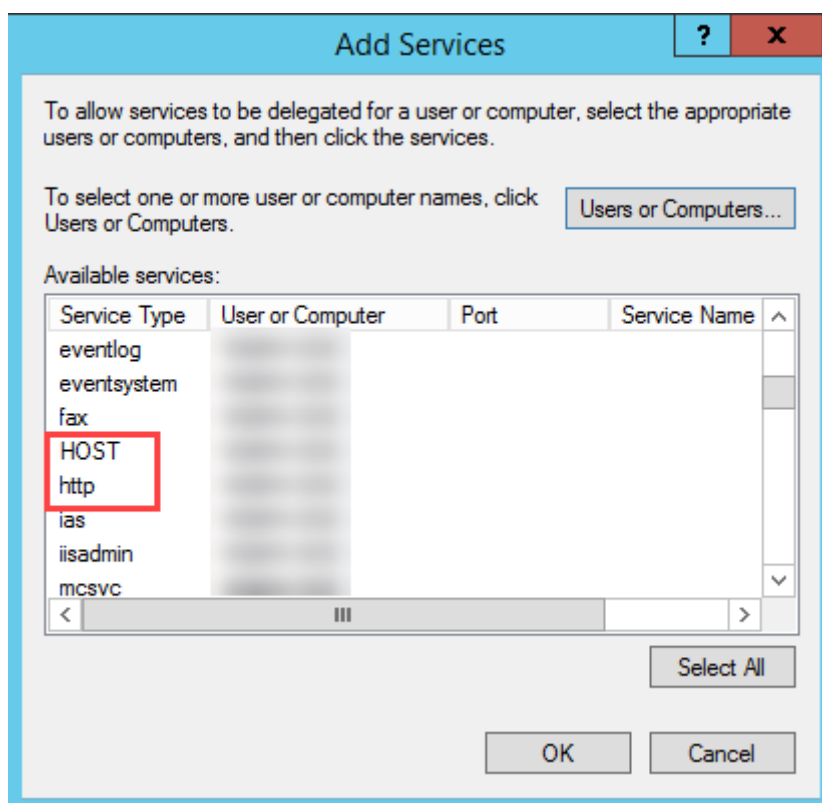 Add Services
?
x
To allow services to be delegated for a user or computer, select the appropriate
users or computers, and then click the services.
To select one or more user or computer names, click
Users or Computers.
Users or Computers...
Available services:
Service Type User or Computer Port Service Name
eventlog
eventsystem
fax
HOST
http
ias
iisadmin
mcsvc
Select All
OK
Cancel